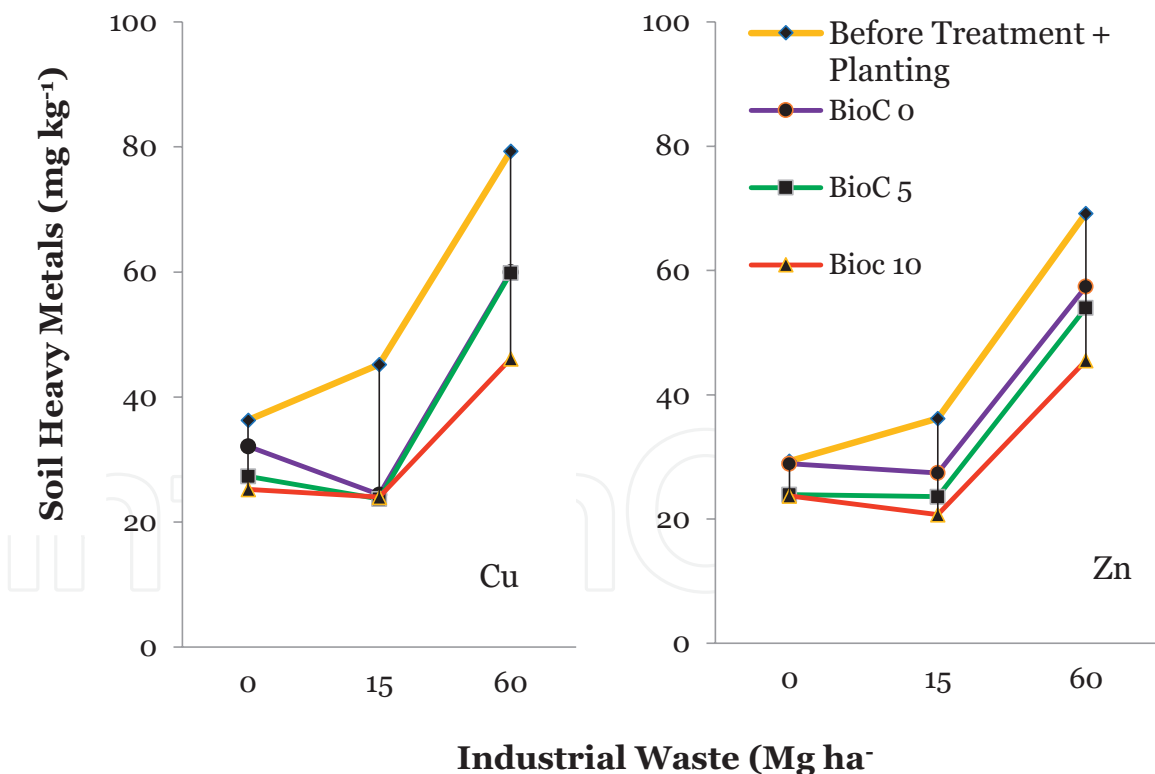 100
80
60
40
20
0
0 15 60
Cu
Soil Heavy Metals (mg kg⁻¹)
100
80
60
40
20
0
0 15 60
Zn
Before Treatment +
Planting
BioC 0
BioC 5
Bioc 10
Industrial Waste (Mg ha⁻